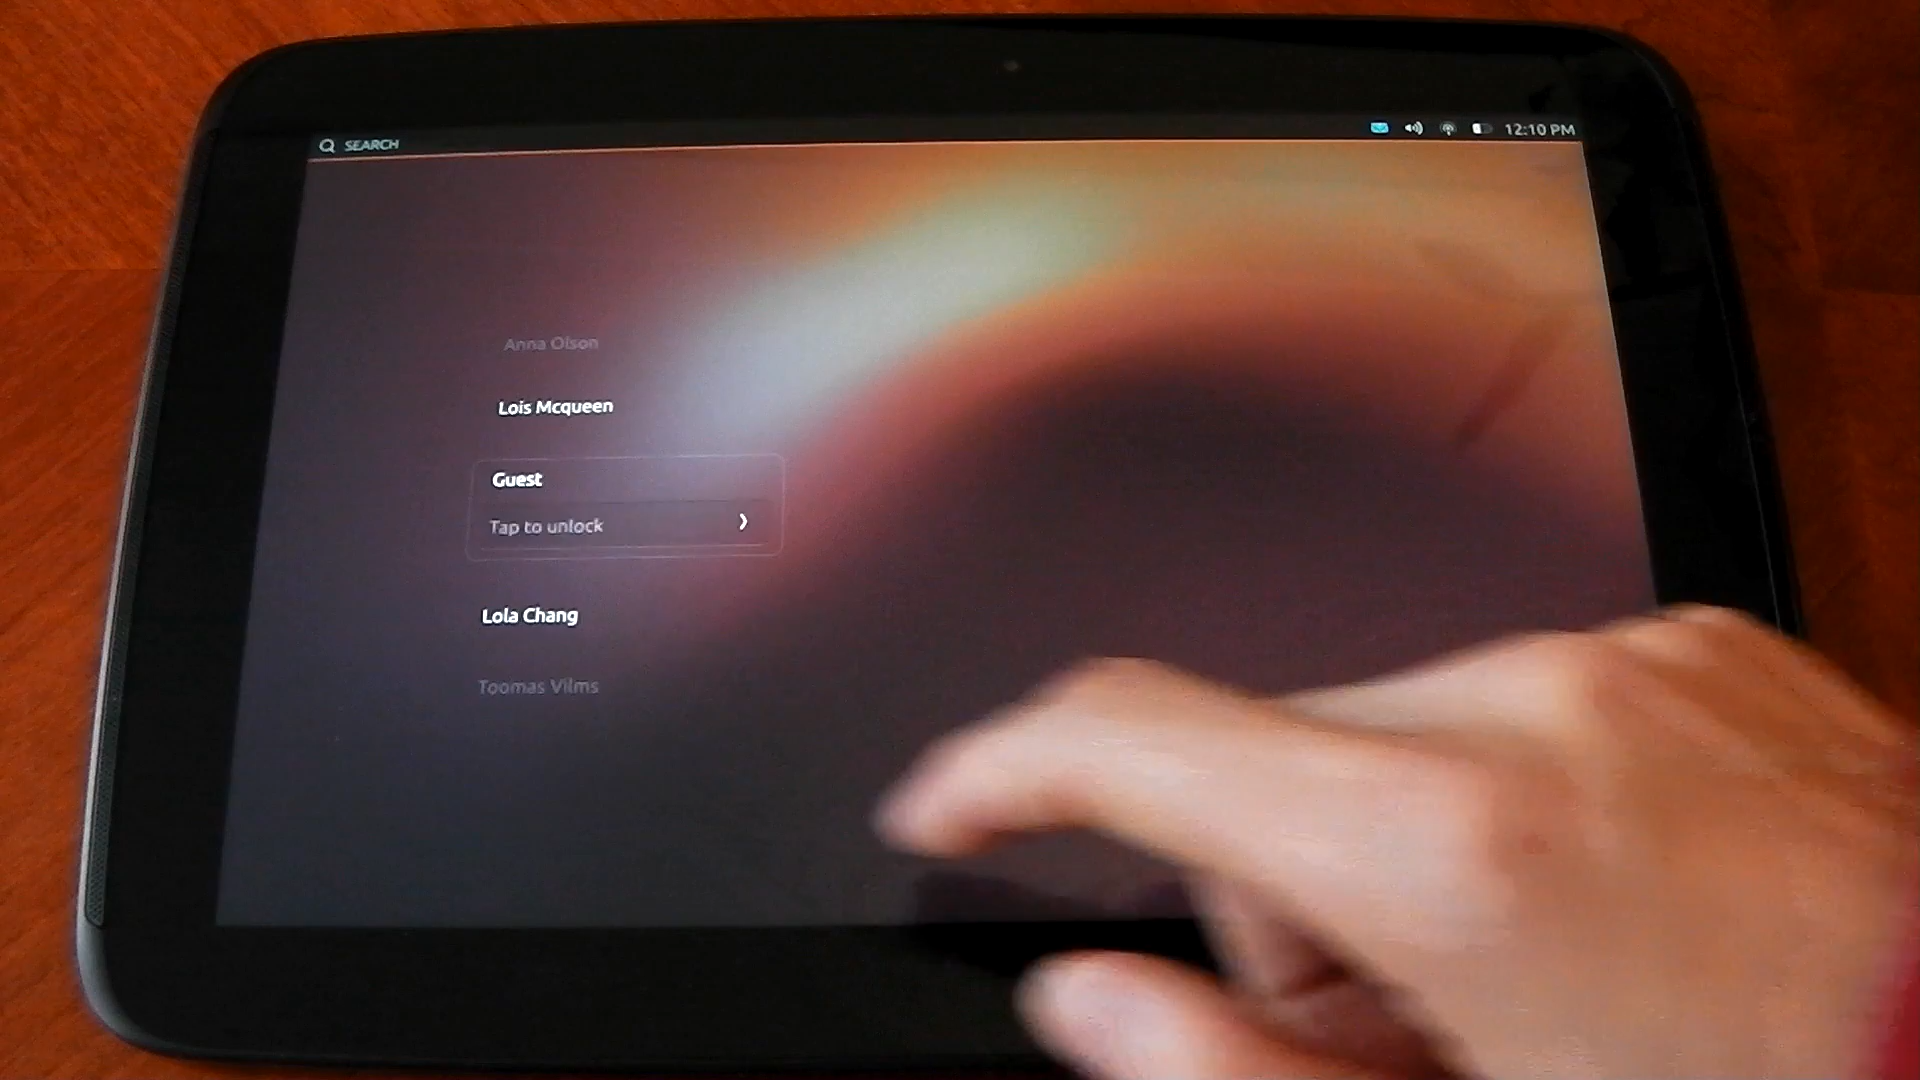 SEARCH
12:10 PM
Anna Olson
Lois Mcqueen
Guest
Tap to unlock
Lola Chang
Toomas Vilms